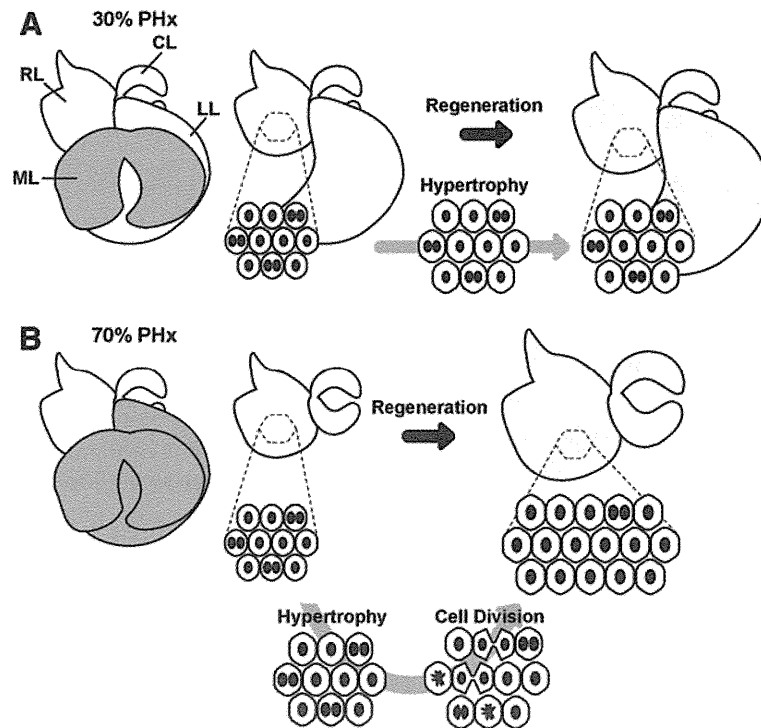 A
30% PHx
CL
RL
LL
ML
Regeneration
Hypertrophy
B
70% PHx
Regeneration
Hypertrophy
Cell Division